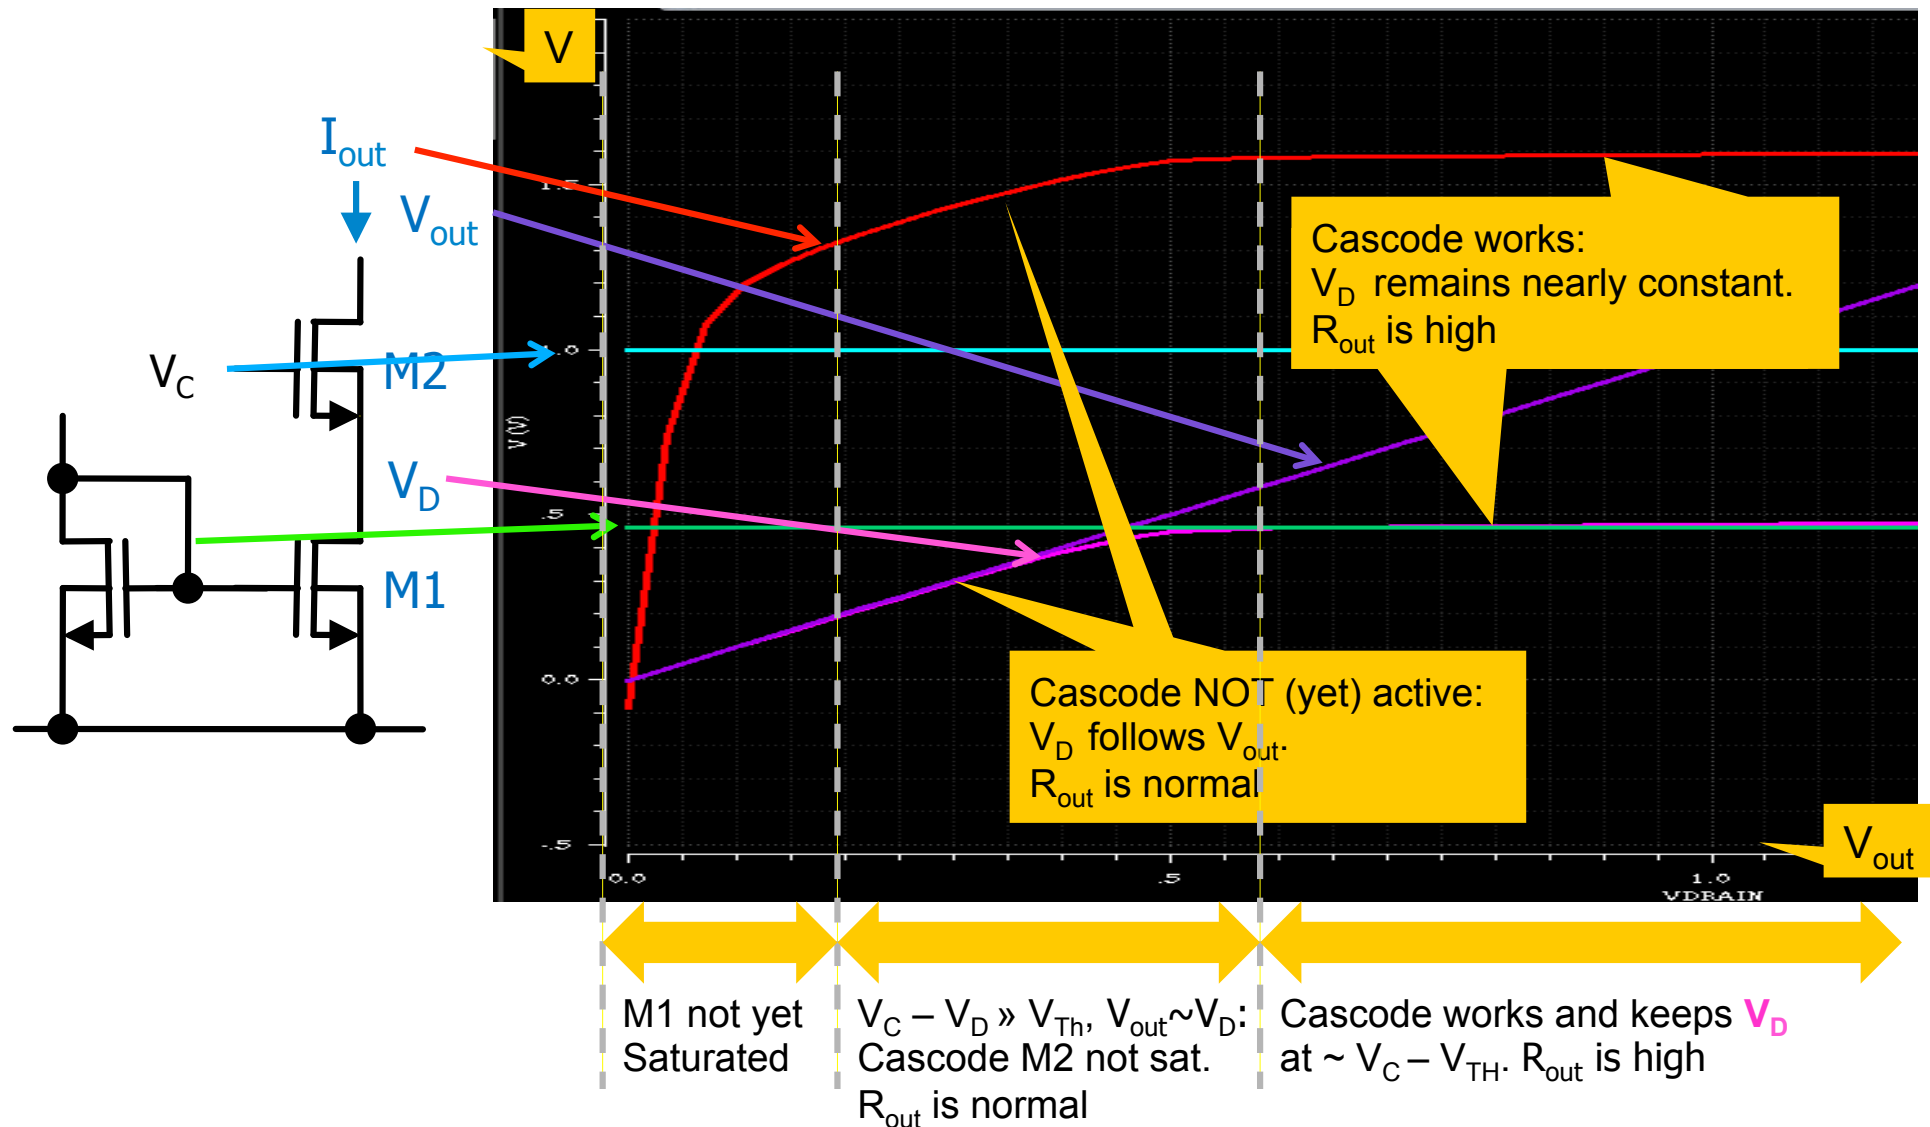 V
I_out
V_out
V_C
M2
V_D
M1
1.5
1.0
.5
0.0
-.5
V (V)
Cascode works:
V_D remains nearly constant.
R_out is high
Cascode NOT (yet) active:
V_D follows V_out.
R_out is normal
V_out
0.0
.5
1.0
VDRAIN
M1 not yet
Saturated
V_C – V_D » V_Th, V_out~V_D:
Cascode M2 not sat.
R_out is normal
Cascode works and keeps V_D
at ~ V_C – V_TH. R_out is high